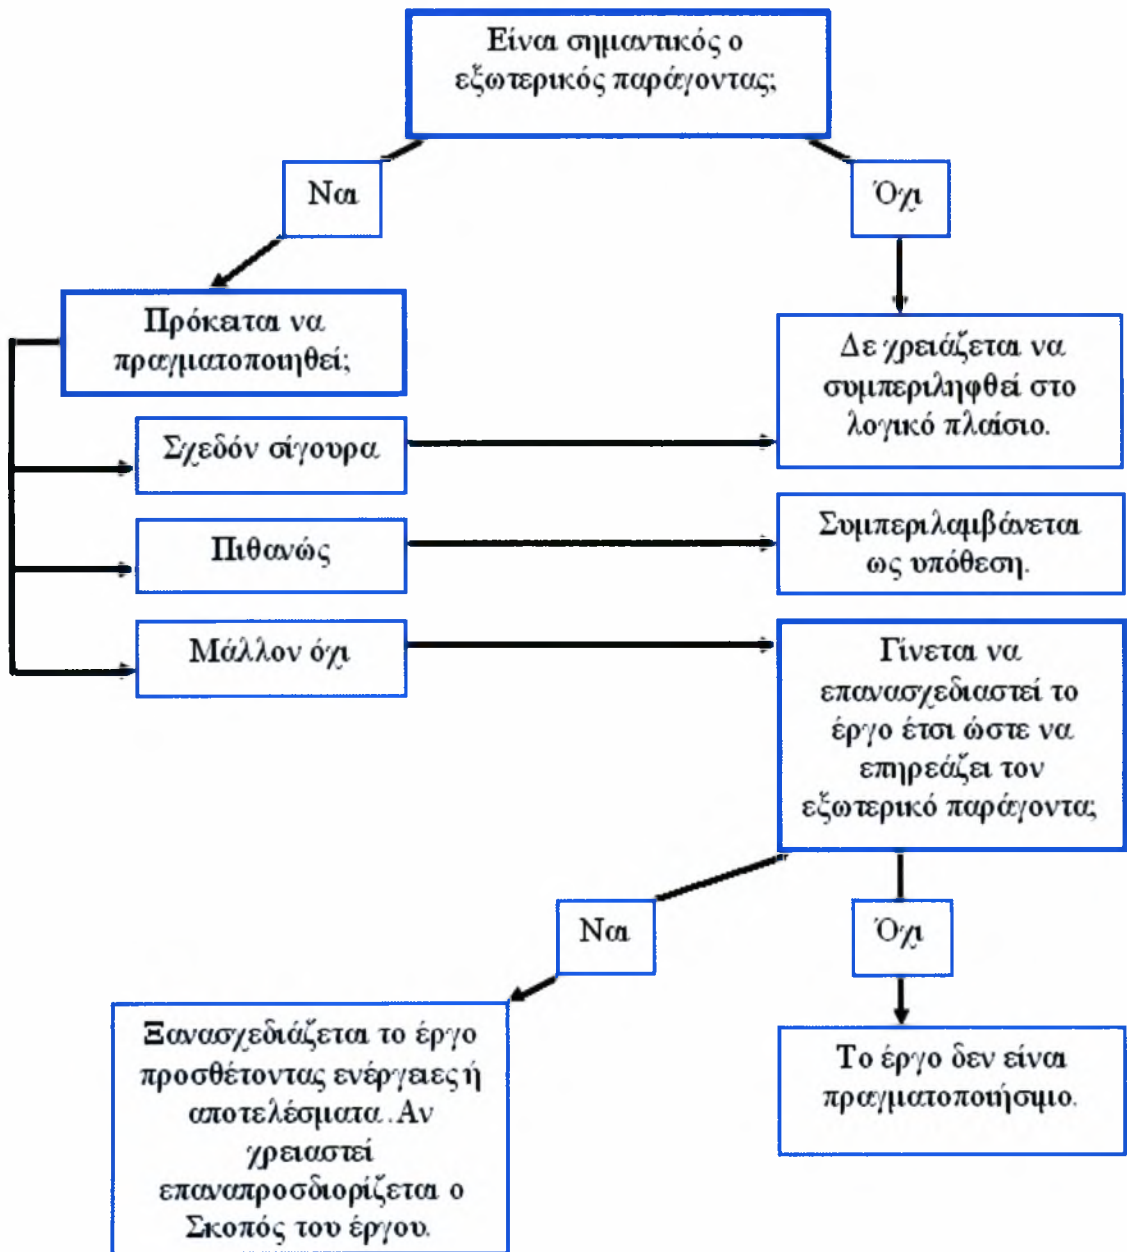 Είναι σημαντικός ο
εξωτερικός παράγοντας;
Ναι
Όχι
Πρόκειται να
πραγματοποιηθεί;
Δε χρειάζεται να
συμπεριληφθεί στο
λογικό πλαίσιο.
Σχεδόν σίγουρα
Πιθανώς
Συμπεριλαμβάνεται
ως υπόθεση.
Μάλλον όχι
Γίνεται να
επανασχεδιαστεί το
έργο έτσι ώστε να
επηρεάζει τον
εξωτερικό παράγοντα;
Ναι
Όχι
Ξανασχεδιάζεται το έργο
προσθέτοντας ενέργειες ή
αποτελέσματα .Αν
χρειαστεί
επαναπροσδιορίζεται ο
Σκοπός του έργου.
Το έργο δεν είναι
πραγματοποιήσιμο.